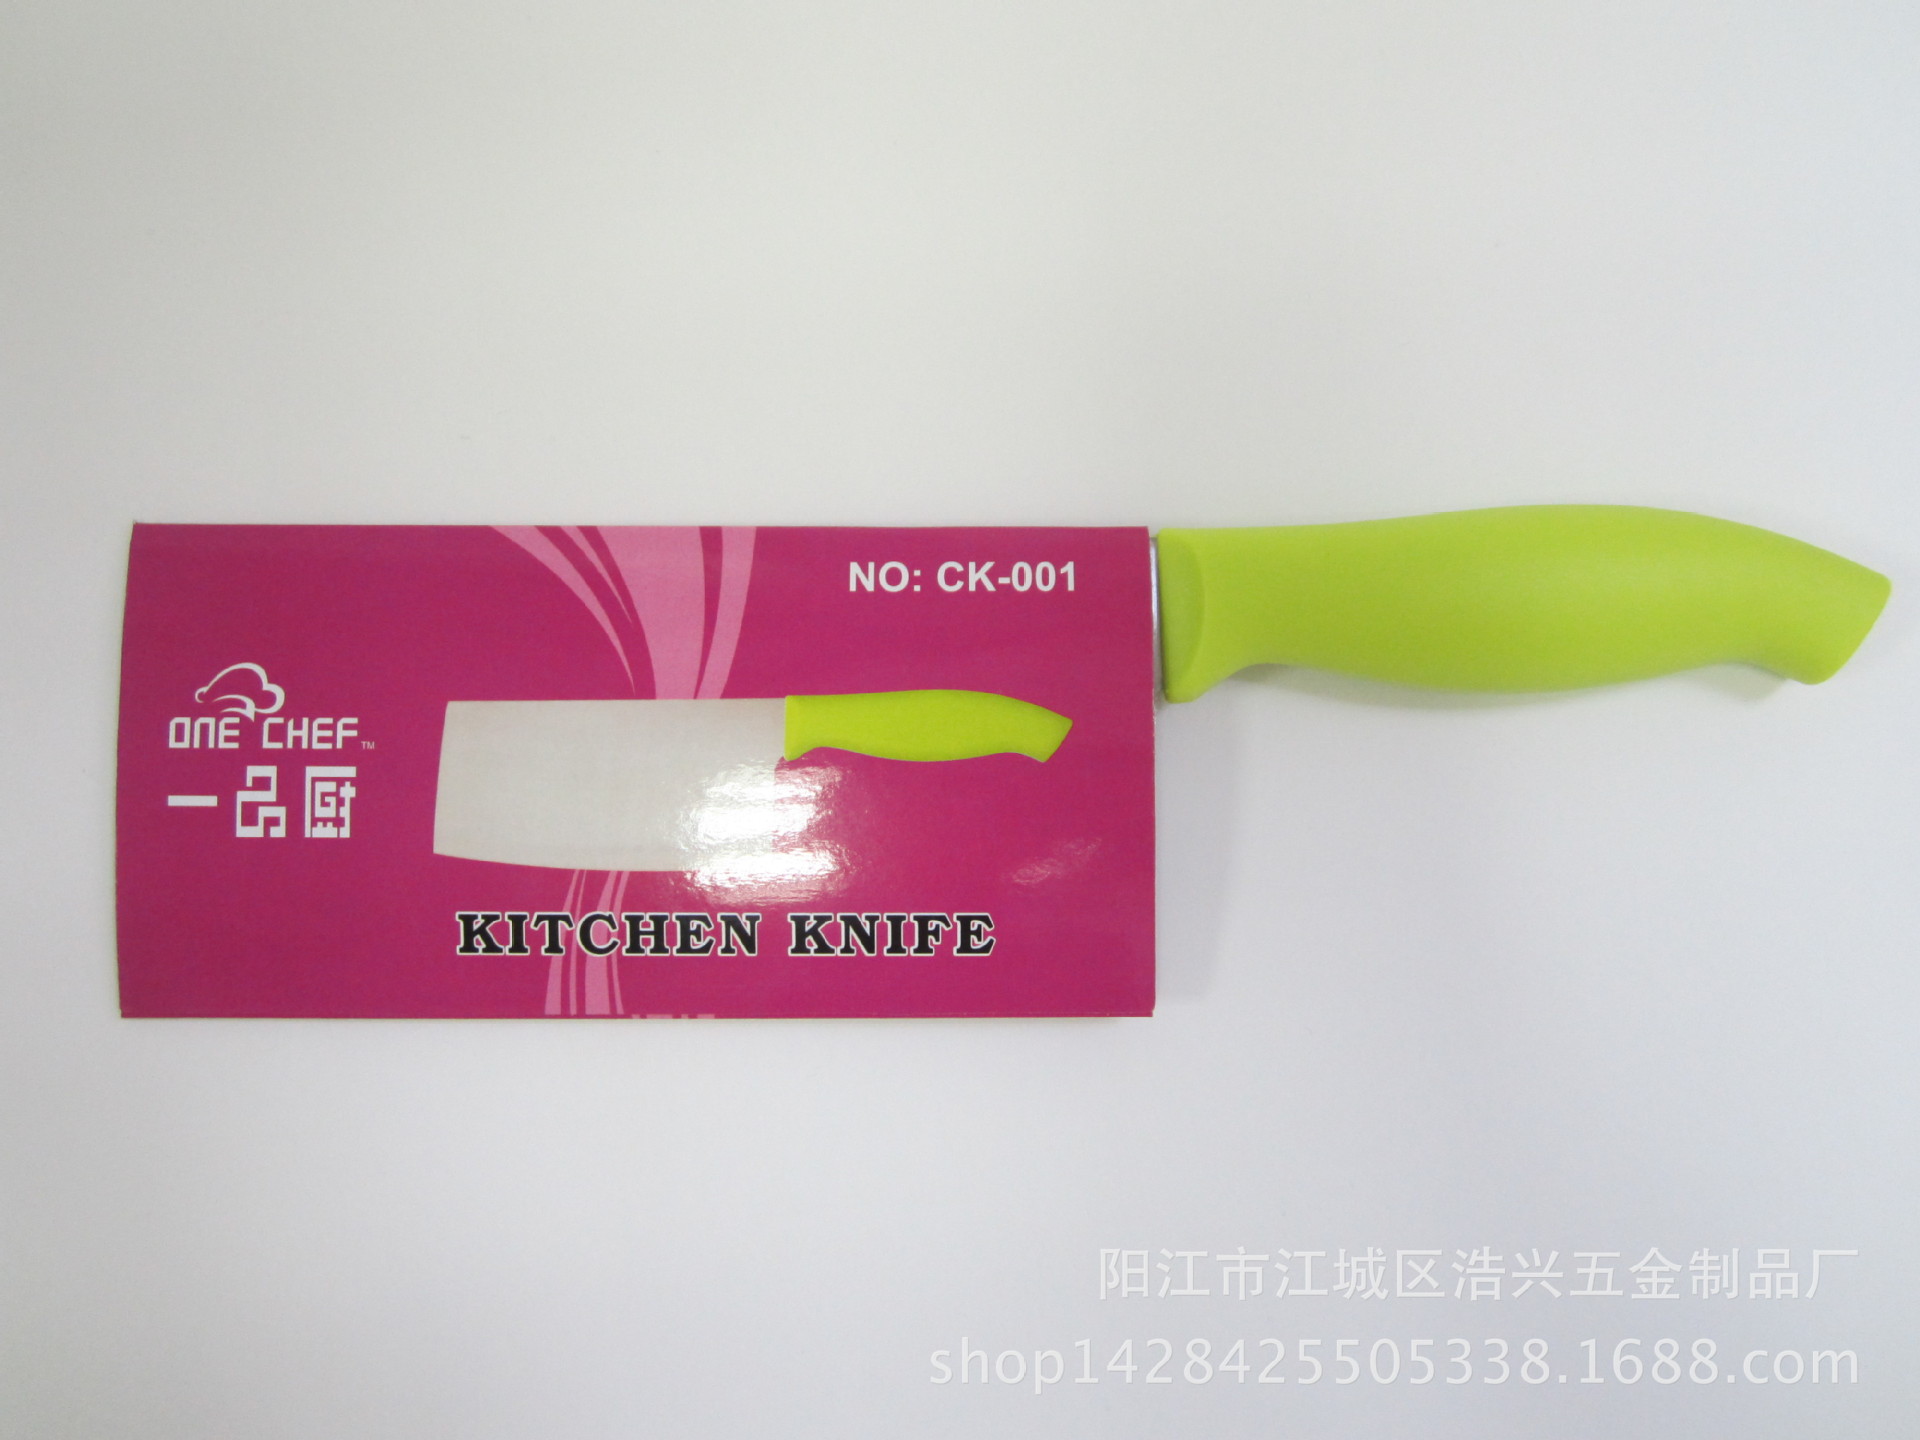 NO: CK-001
ONE CHEF™
一品厨
KITCHEN KNIFE
阳江市江城区浩兴五金制品厂
shop1428425505338.1688.com